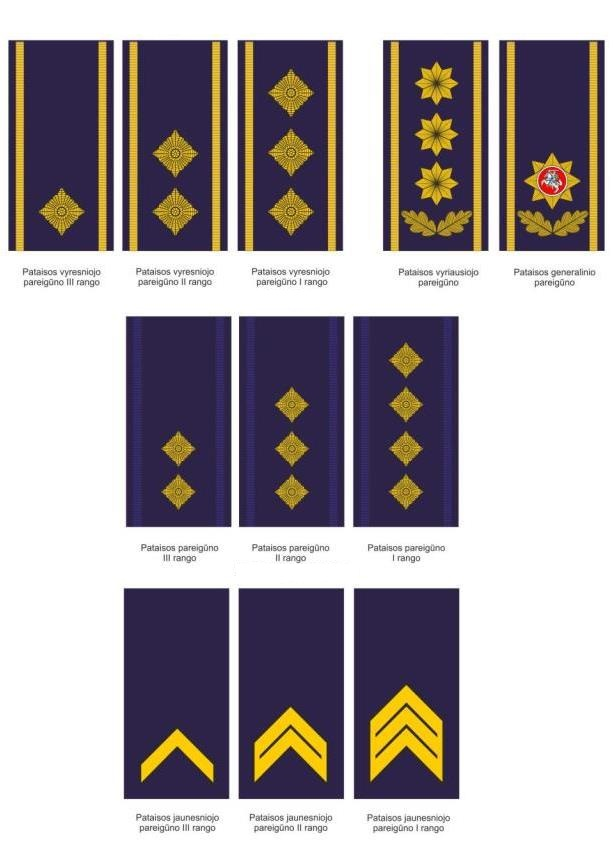 Pataisos vyresniojo
pareigūno III rango
Pataisos vyresniojo
pareigūno II rango
Pataisos vyresniojo
pareigūno I rango
Pataisos vyriausiojo
pareigūno
Pataisos generalinio
pareigūno
Pataisos pareigūno
III rango
Pataisos pareigūno
II rango
Pataisos pareigūno
I rango
Pataisos jaunesniojo
pareigūno III rango
Pataisos jaunesniojo
pareigūno II rango
Pataisos jaunesniojo
pareigūno I rango